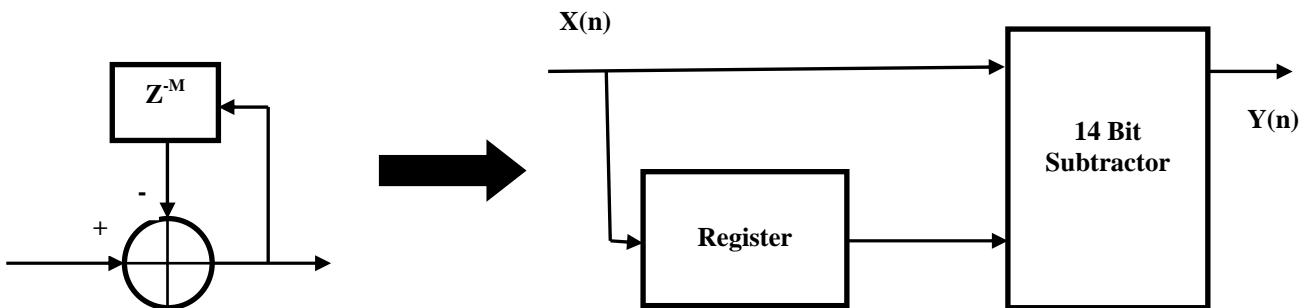 Z-M
-
+
X(n)
Register
14 Bit
Subtractor
Y(n)